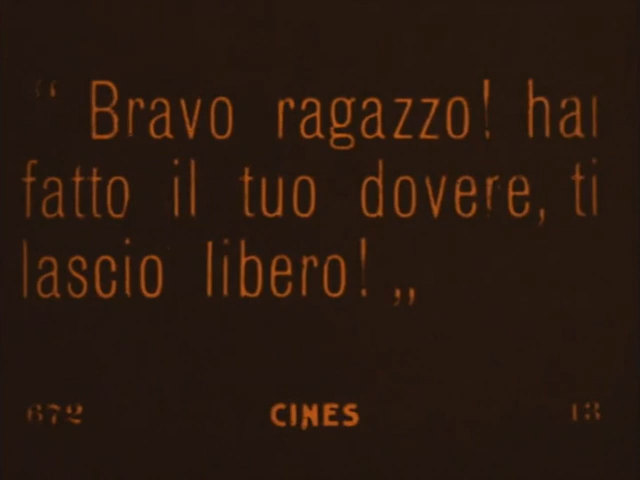 “ Bravo ragazzo! hai
fatto il tuo dovere, ti
lascio libero! „
672 CINES 13